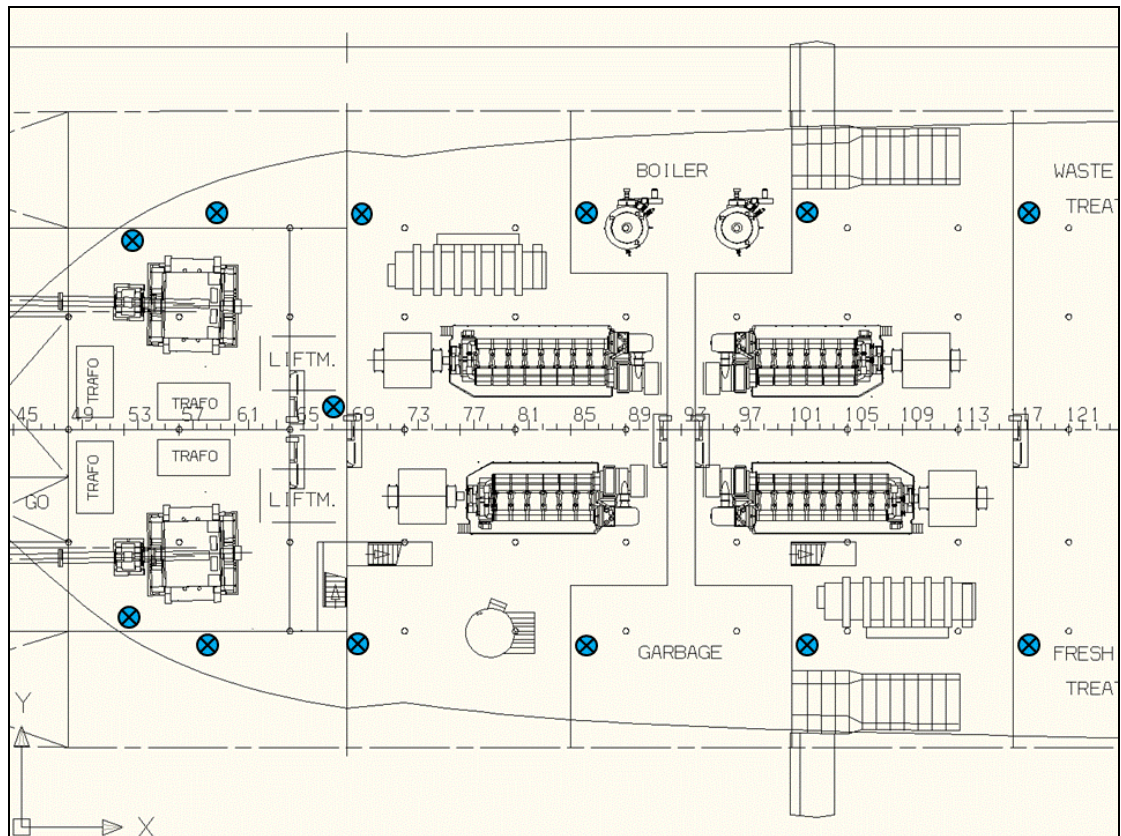 BOILER
WASTE
TREAT
TRAFO
LIFTM.
TRAFO
45 49 53 57 61 65 69 73 77 81 85 89 93 97 101 105 109 113 17 121
TRAFO
TRAFO
LIFTM.
GO
GARBAGE
FRESH
TREAT
Y
X